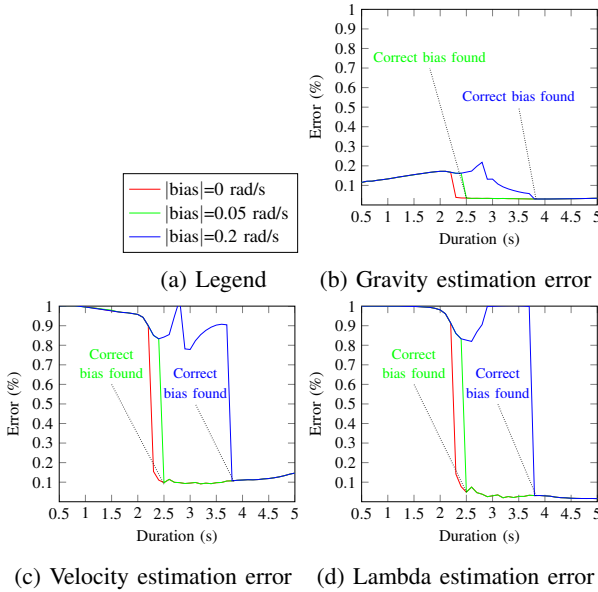 1
0.9
0.8
0.7
0.6
0.5
0.4
0.3
0.2
0.1
Error (%)
Correct bias found
Correct bias found
0.5 1 1.5 2 2.5 3 3.5 4 4.5 5
Duration (s)
|bias|=0 rad/s
|bias|=0.05 rad/s
|bias|=0.2 rad/s
(a) Legend
(b) Gravity estimation error
1
0.9
0.8
0.7
0.6
0.5
0.4
0.3
0.2
0.1
Error (%)
Correct
bias found
Correct
bias found
0.5 1 1.5 2 2.5 3 3.5 4 4.5 5
Duration (s)
(c) Velocity estimation error
1
0.9
0.8
0.7
0.6
0.5
0.4
0.3
0.2
0.1
Error (%)
Correct
bias found
Correct
bias found
0.5 1 1.5 2 2.5 3 3.5 4 4.5 5
Duration (s)
(d) Lambda estimation error